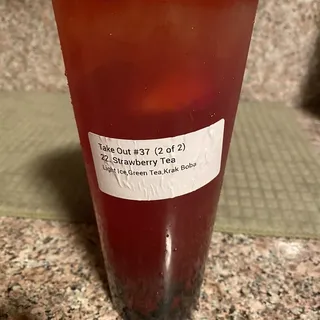 Take Out #37 (2 of 2)
22. Strawberry Tea
Light Ice,Green Tea,Krak Boba